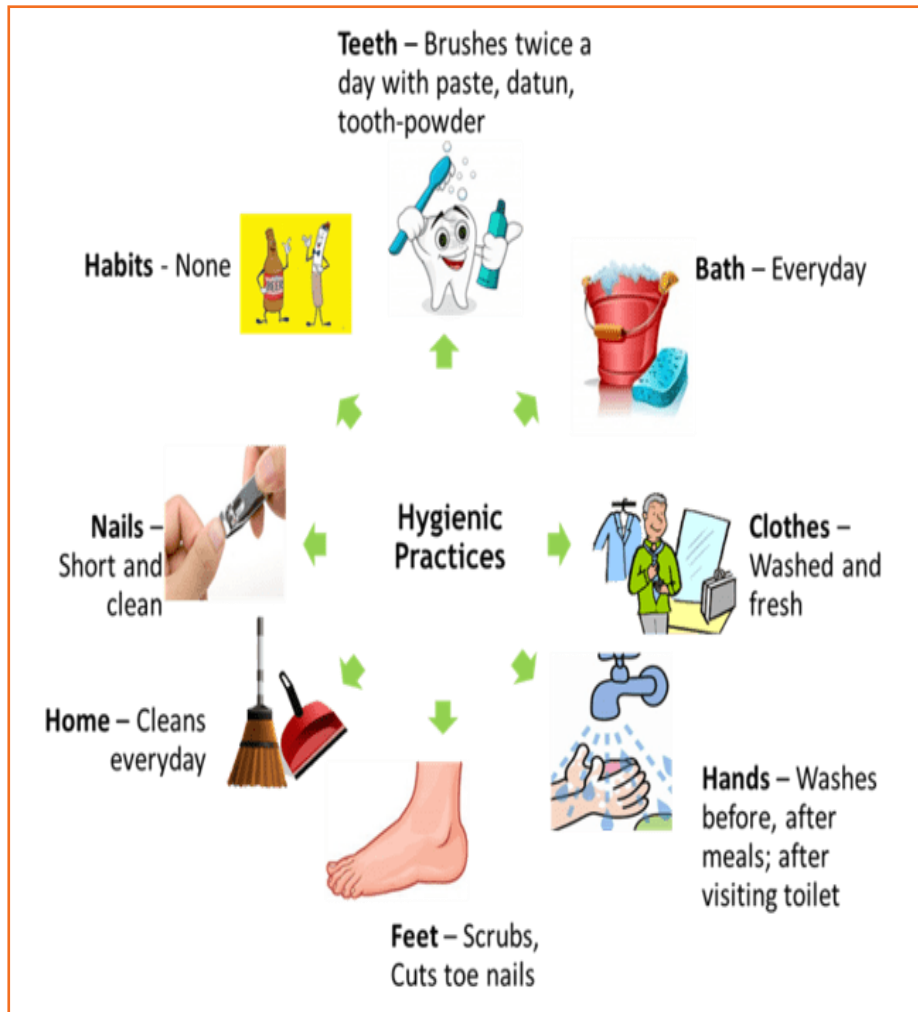 Teeth – Brushes twice a
day with paste, datun,
tooth-powder
Habits - None
BEER
Bath – Everyday
Nails –
Short and
clean
Hygienic
Practices
Clothes –
Washed and
fresh
Home – Cleans
everyday
Hands – Washes
before, after
meals; after
visiting toilet
Feet – Scrubs,
Cuts toe nails